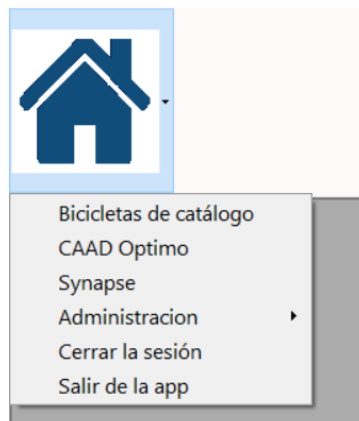 Bicicletas de catálogo
CAAD Optimo
Synapse
Administracion
Cerrar la sesión
Salir de la app